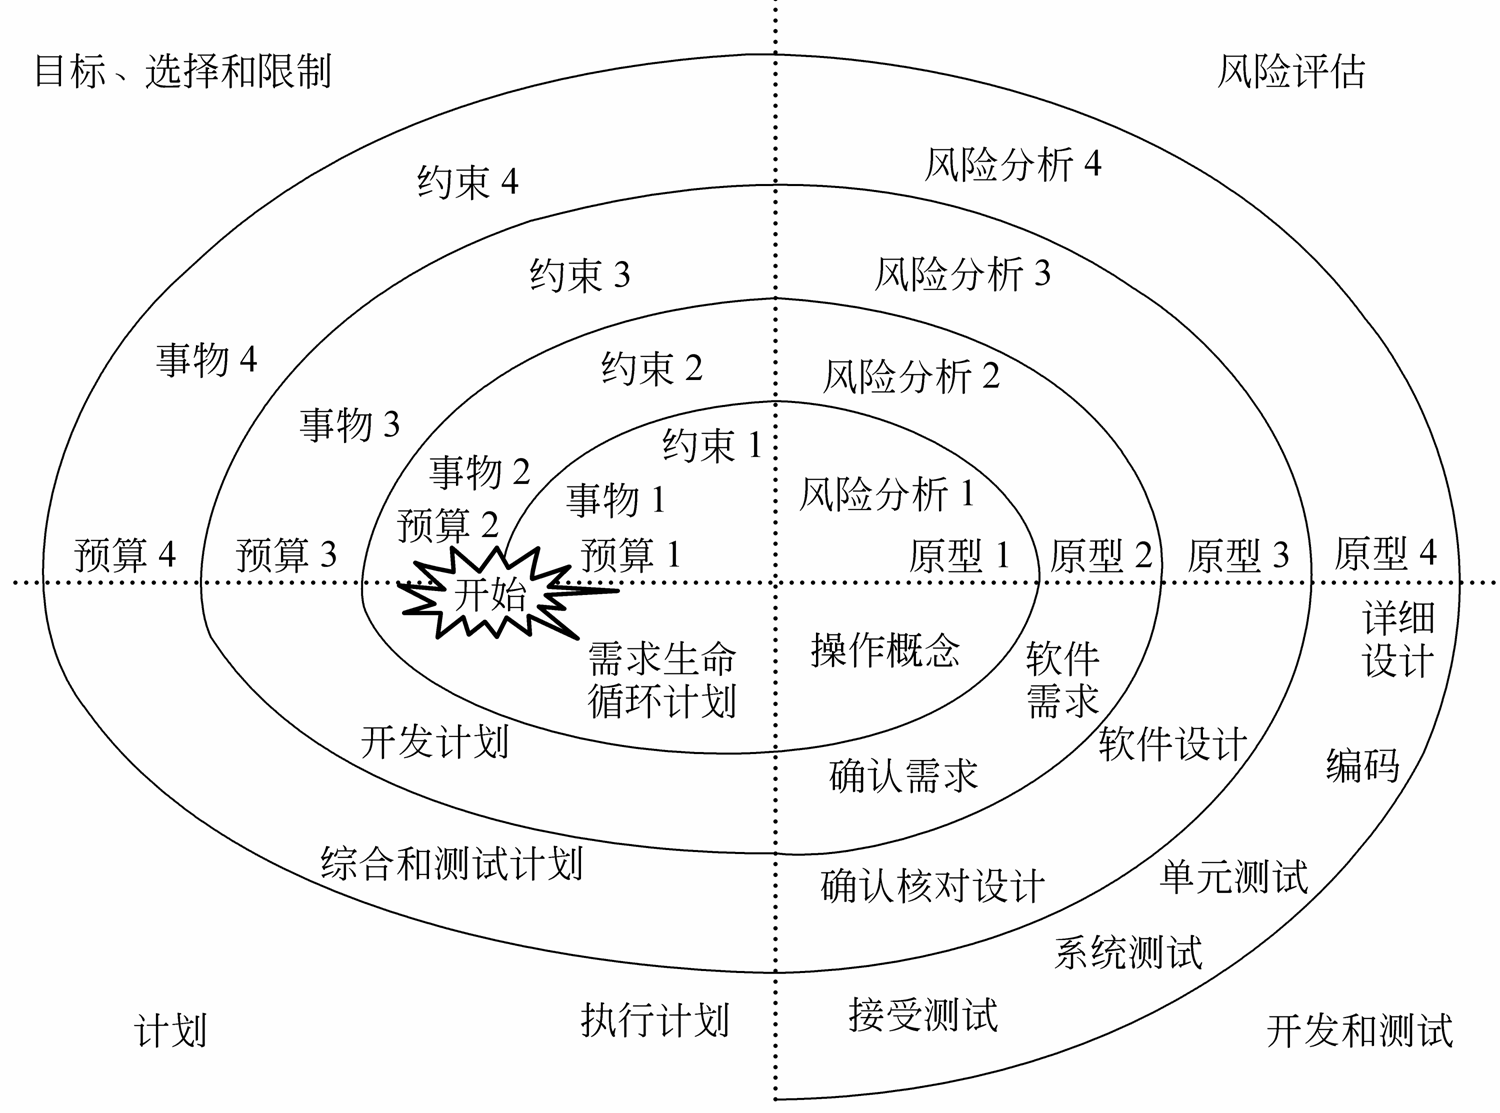 目标、选择和限制
风险评估
约束 4
风险分析 4
约束 3
风险分析 3
事物 4
约束 2
风险分析 2
事物 3
约束 1
事物 2
事物 1
风险分析 1
预算 2
预算 4
预算 3
预算 1
原型 1
原型 2
原型 3
原型 4
开始
详细
设计
需求生命
循环计划
操作概念
软件
需求
开发计划
软件设计
确认需求
编码
综合和测试计划
确认核对设计
单元测试
系统测试
计划
执行计划
接受测试
开发和测试